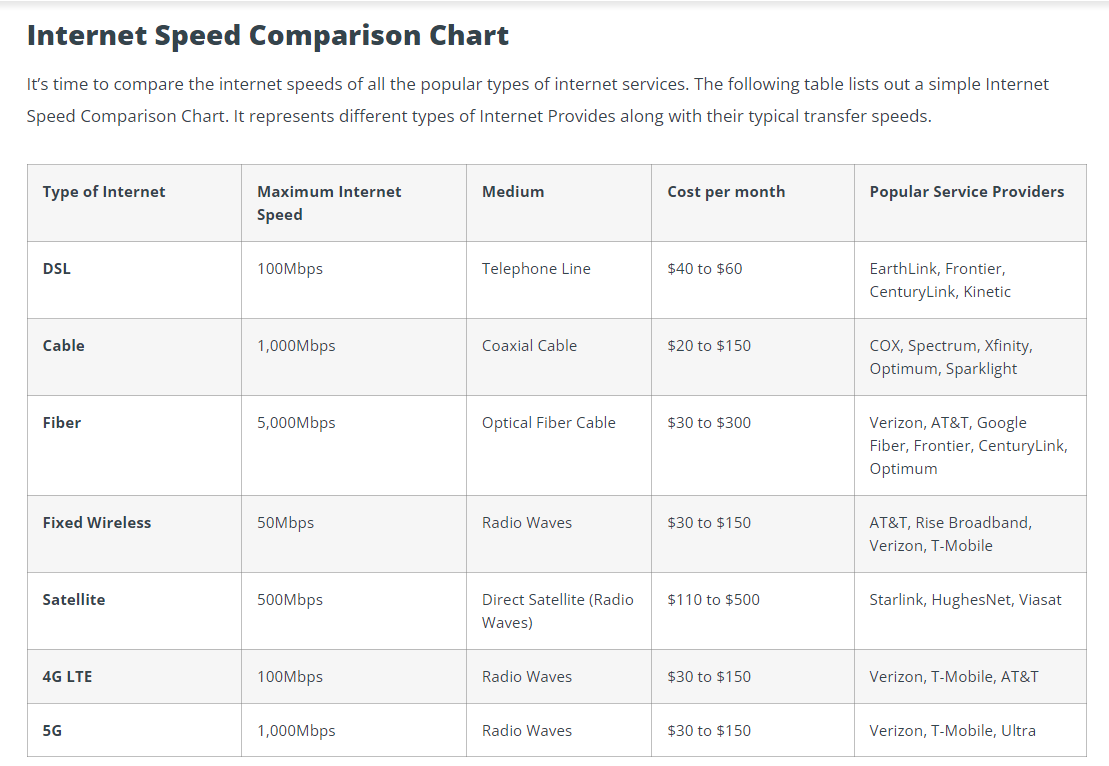 Internet Speed Comparison Chart
It’s time to compare the internet speeds of all the popular types of internet services. The following table lists out a simple Internet
Speed Comparison Chart. It represents different types of Internet Provides along with their typical transfer speeds.
Type of Internet
Maximum Internet
Speed
Medium
Cost per month
Popular Service Providers
DSL
100Mbps
Telephone Line
$40 to $60
EarthLink, Frontier,
CenturyLink, Kinetic
Cable
1,000Mbps
Coaxial Cable
$20 to $150
COX, Spectrum, Xfinity,
Optimum, Sparklight
Fiber
5,000Mbps
Optical Fiber Cable
$30 to $300
Verizon, AT&T, Google
Fiber, Frontier, CenturyLink,
Optimum
Fixed Wireless
50Mbps
Radio Waves
$30 to $150
AT&T, Rise Broadband,
Verizon, T-Mobile
Satellite
500Mbps
Direct Satellite (Radio
Waves)
$110 to $500
Starlink, HughesNet, Viasat
4G LTE
100Mbps
Radio Waves
$30 to $150
Verizon, T-Mobile, AT&T
5G
1,000Mbps
Radio Waves
$30 to $150
Verizon, T-Mobile, Ultra